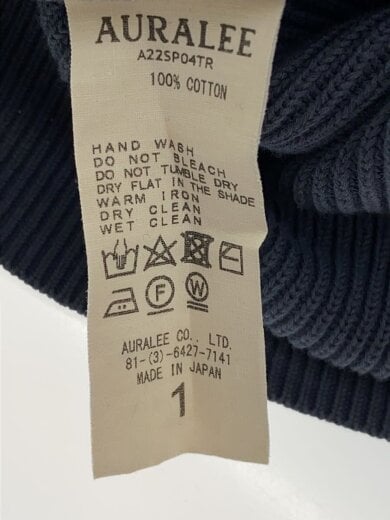 AURALEE
A22SP04TR
100% COTTON
HAND WASH
DO NOT BLEACH
DO NOT TUMBLE DRY
DRY FLAT IN THE SHADE
WARM IRON
DRY CLEAN
WET CLEAN
F W
AURALEE CO., LTD.
81-(3)-6427-7141
MADE IN JAPAN
1